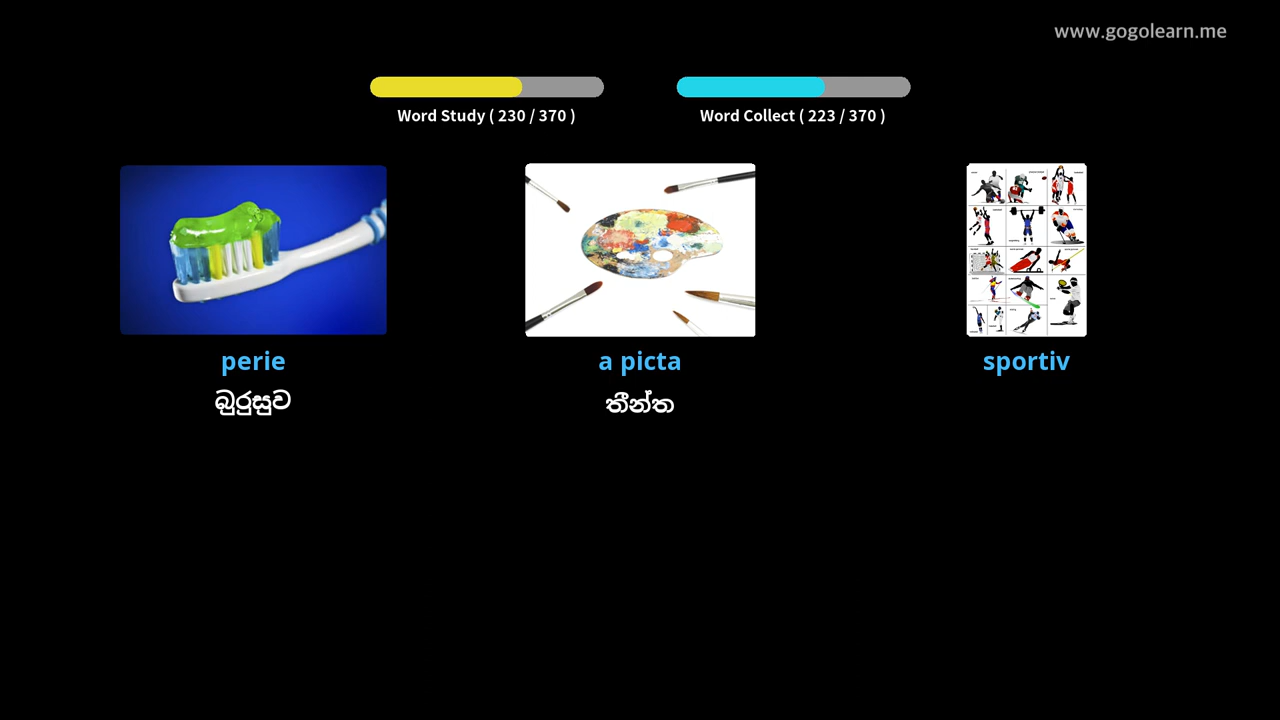 www.gogolearn.me
Word Study ( 230 / 370 )
Word Collect ( 223 / 370 )
perie
a picta
sportiv
බුරුසුව
තීන්ත